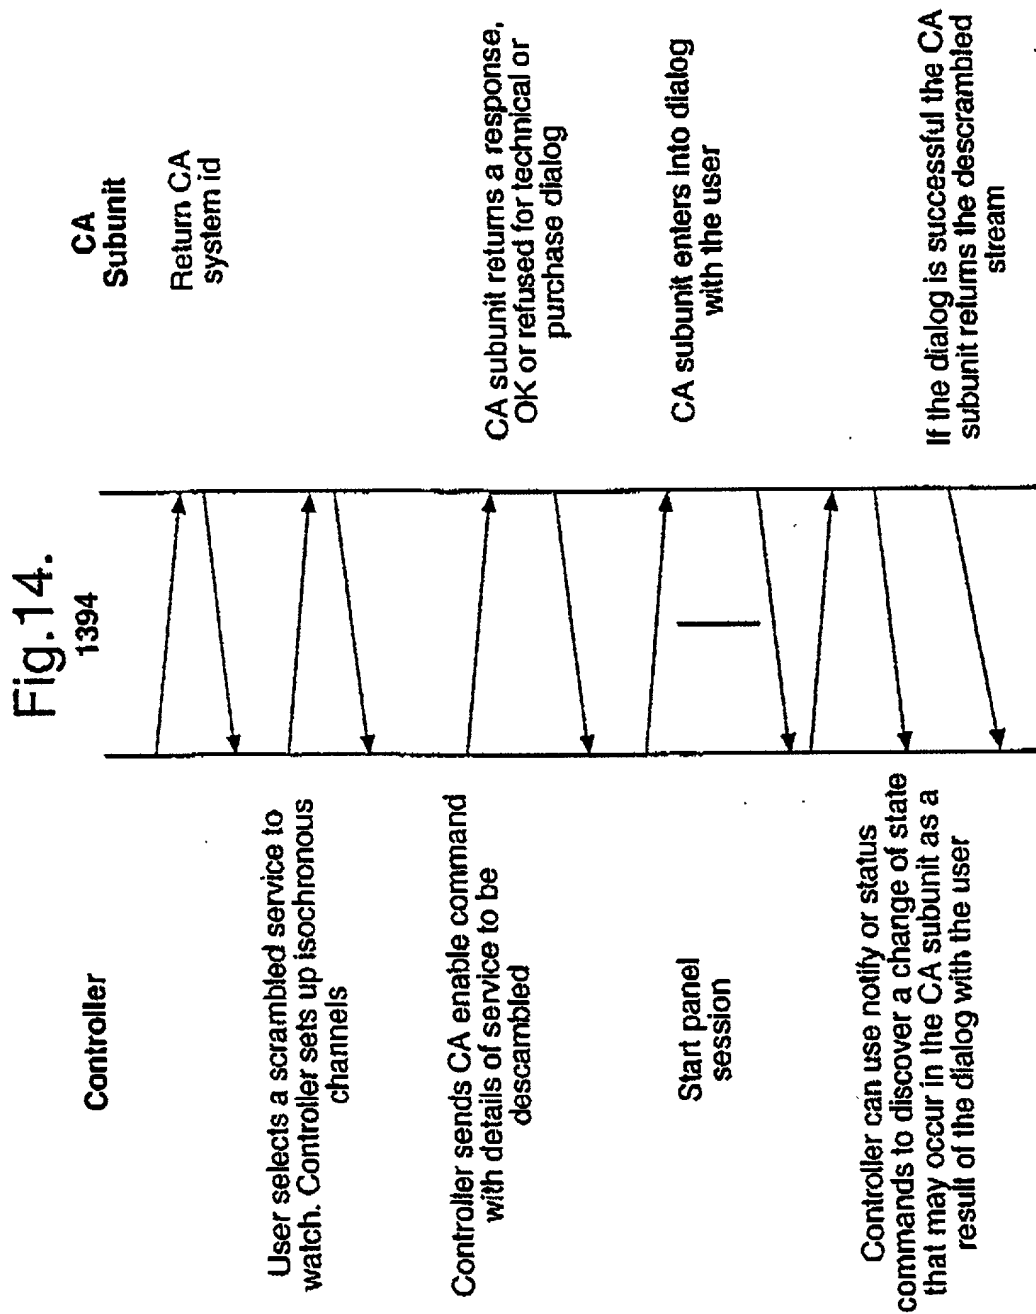 Fig.14.
1394
Controller
CA
Subunit
Return CA
system id
User selects a scrambled service to
watch. Controller sets up isochronous
channels
Controller sends CA enable command
with details of service to be
descambled
CA subunit returns a response,
OK or refused for technical or
purchase dialog
Start panel
session
CA subunit enters into dialog
with the user
Controller can use notify or status
commands to discover a change of state
that may occur in the CA subunit as a
result of the dialog with the user
If the dialog is successful the CA
subunit returns the descrambled
stream